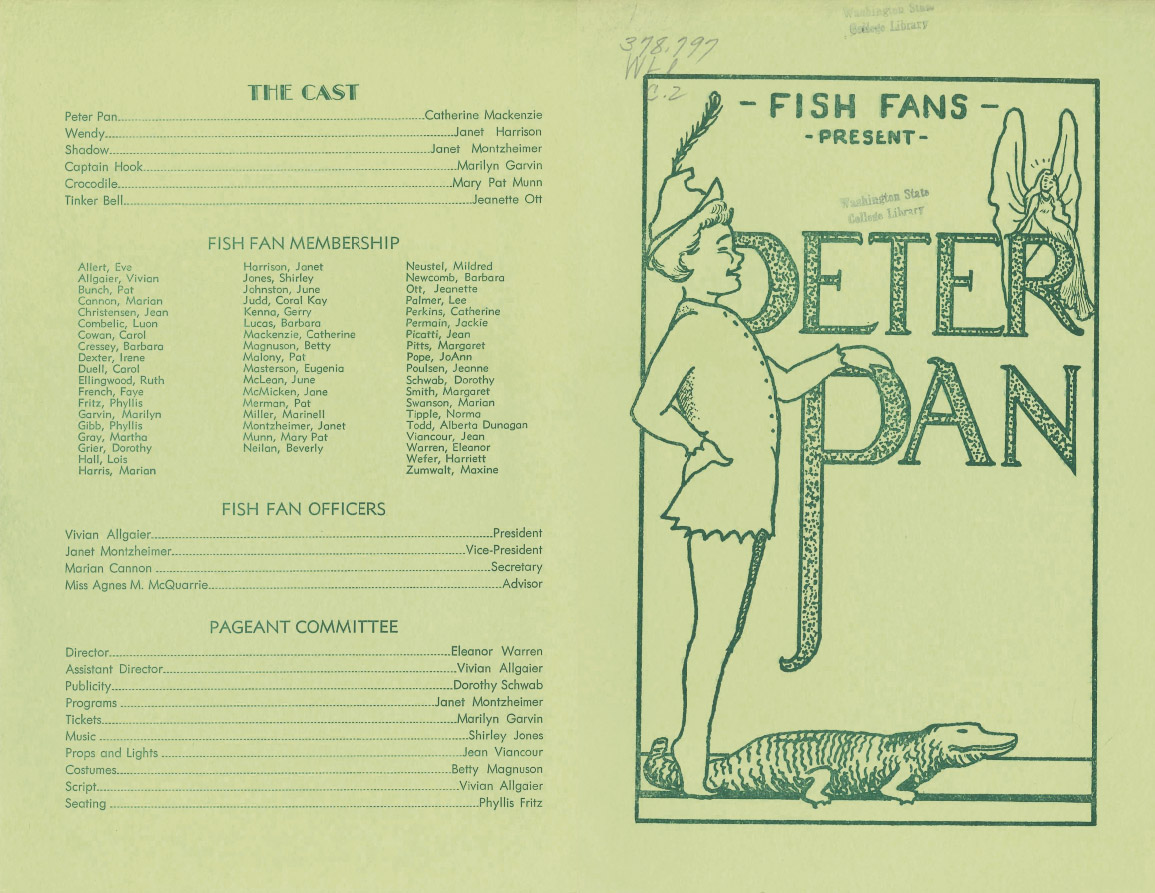 THE CAST
Peter Pan Catherine Mackenzie
Wendy Janet Harrison
Shadow Janet Montzheimer
Captain Hook Marilyn Garvin
Crocodile Mary Pat Munn
Tinker Bell Jeanette Ott
FISH FAN MEMBERSHIP
Allert, Eve
Allgaier, Vivian
Bunch, Pat
Cannon, Marian
Christensen, Jean
Combelic, Luon
Cowan, Carol
Cressey, Barbara
Dexter, Irene
Duell, Carol
Ellingwood, Ruth
French, Faye
Fritz, Phyllis
Garvin, Marilyn
Gibb, Phyllis
Gray, Martha
Grier, Dorothy
Hall, Lois
Harris, Marian
Harrison, Janet
Jones, Shirley
Johnston, June
Judd, Coral Kay
Kenna, Gerry
Lucas, Barbara
Mackenzie, Catherine
Magnuson, Betty
Malony, Pat
Masterson, Eugenia
McLean, June
McMicken, Jane
Merman, Pat
Miller, Marinell
Montzheimer, Janet
Munn, Mary Pat
Neilan, Beverly
Neustel, Mildred
Newcomb, Barbara
Ott, Jeanette
Palmer, Lee
Perkins, Catherine
Permain, Jackie
Picatti, Jean
Pitts, Margaret
Pope, JoAnn
Poulsen, Jeanne
Schwab, Dorothy
Smith, Margaret
Swanson, Marian
Tipple, Norma
Todd, Alberta Dunagan
Viancour, Jean
Warren, Eleanor
Wefer, Harriett
Zumwalt, Maxine
FISH FAN OFFICERS
Vivian Allgaier President
Janet Montzheimer Vice-President
Marian Cannon Secretary
Miss Agnes M. McQuarrie Advisor
PAGEANT COMMITTEE
Director Eleanor Warren
Assistant Director Vivian Allgaier
Publicity Dorothy Schwab
Programs Janet Montzheimer
Tickets Marilyn Garvin
Music Shirley Jones
Props and Lights Jean Viancour
Costumes Betty Magnuson
Script Vivian Allgaier
Seating Phyllis Fritz
Washington State
College Library
378.797
C.2
- FISH FANS -
- PRESENT -
Washington State
College Library
PETER
PAN